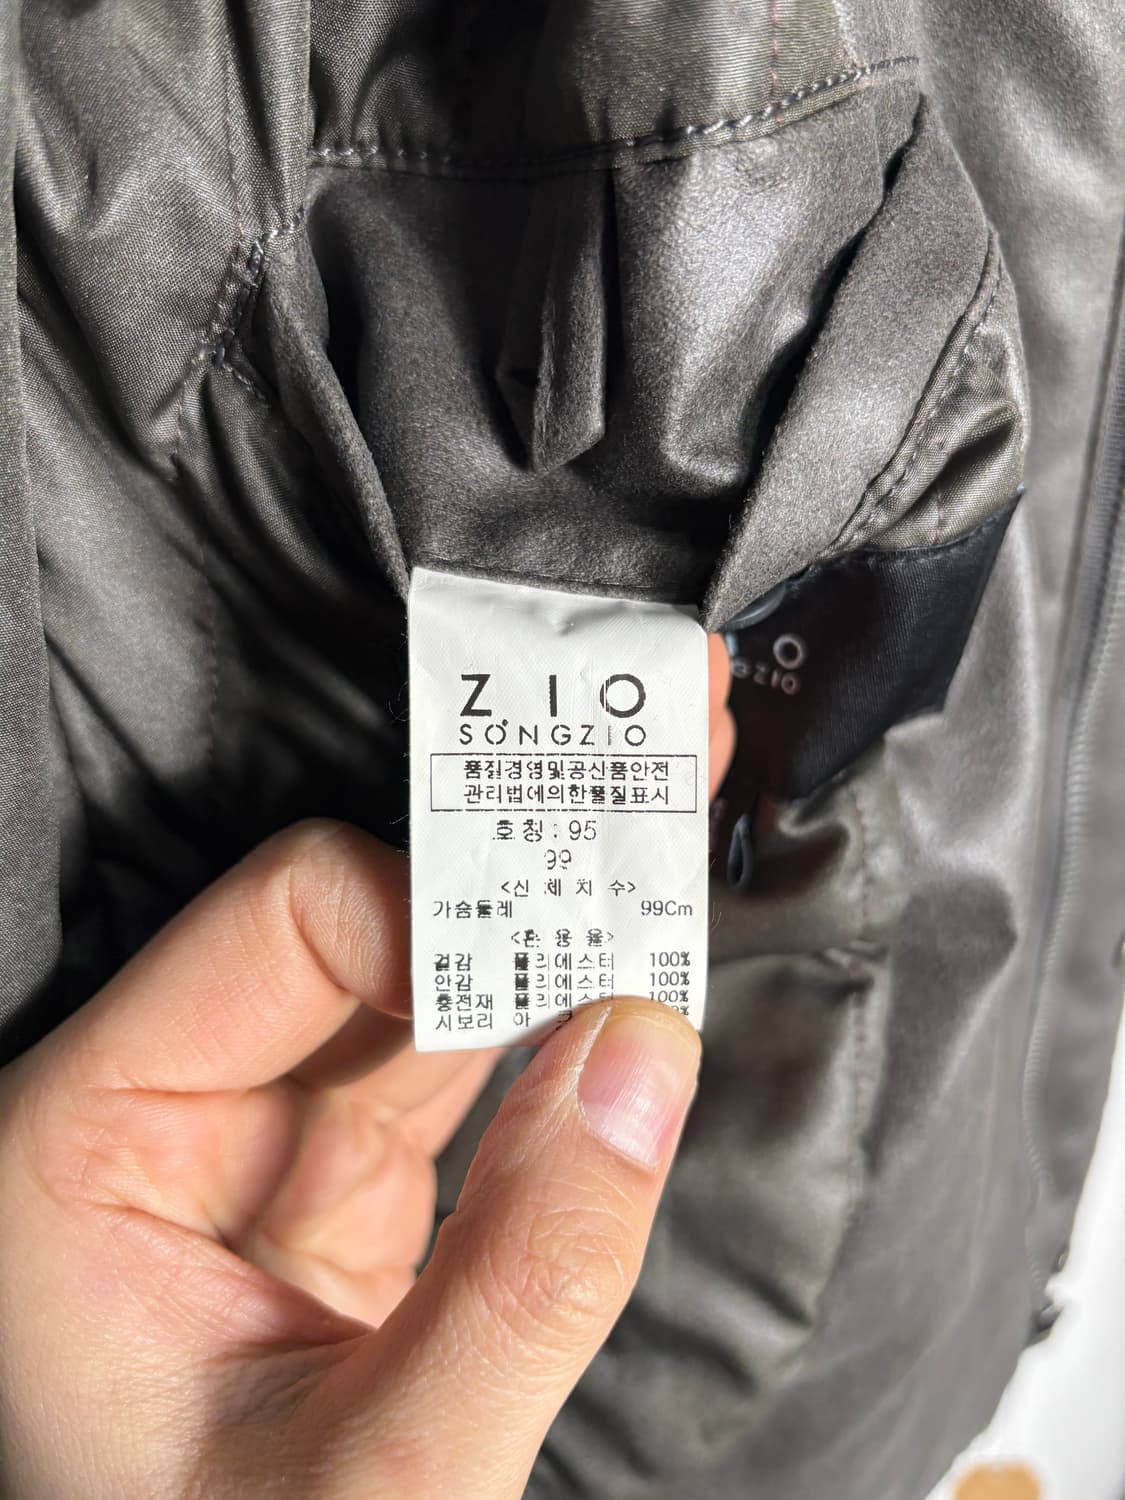 ZIO
SONGZIO
품질경영및공산품안전
관리법에의한품질표시
호칭 : 95
99
<신 체 치 수>
가슴둘레 99Cm
<혼 용 율>
겉감 폴리에스터 100%
안감 폴리에스터 100%
충전재 폴리에스터 100%
시보리 아
O
GZIO